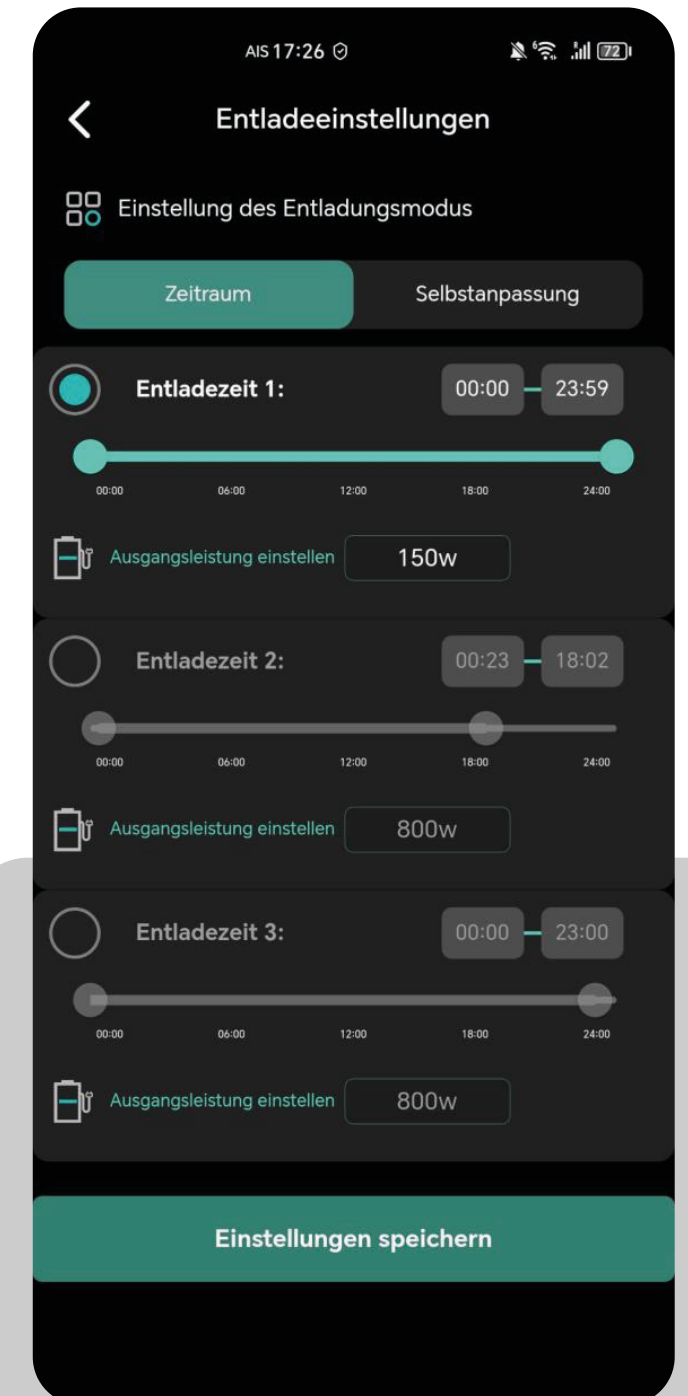 AIS 17:26 72
Entladeeinstellungen
Einstellung des Entladungsmodus
Zeitraum Selbstanpassung
Entladezeit 1: 00:00 – 23:59
00:00 06:00 12:00 18:00 24:00
Ausgangsleistung einstellen 150w
Entladezeit 2: 00:23 – 18:02
00:00 06:00 12:00 18:00 24:00
Ausgangsleistung einstellen 800w
Entladezeit 3: 00:00 – 23:00
00:00 06:00 12:00 18:00 24:00
Ausgangsleistung einstellen 800w
Einstellungen speichern